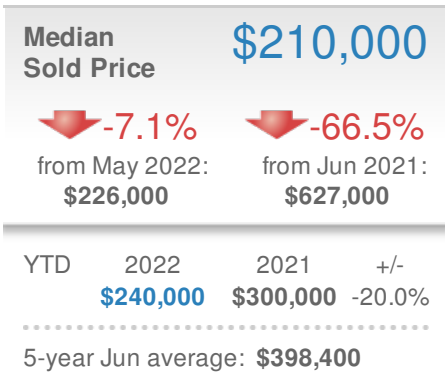 Median
Sold Price
$210,000
-7.1% -66.5%
from May 2022: from Jun 2021:
$226,000 $627,000
YTD 2022 2021 +/-
$240,000 $300,000 -20.0%
5-year Jun average: $398,400